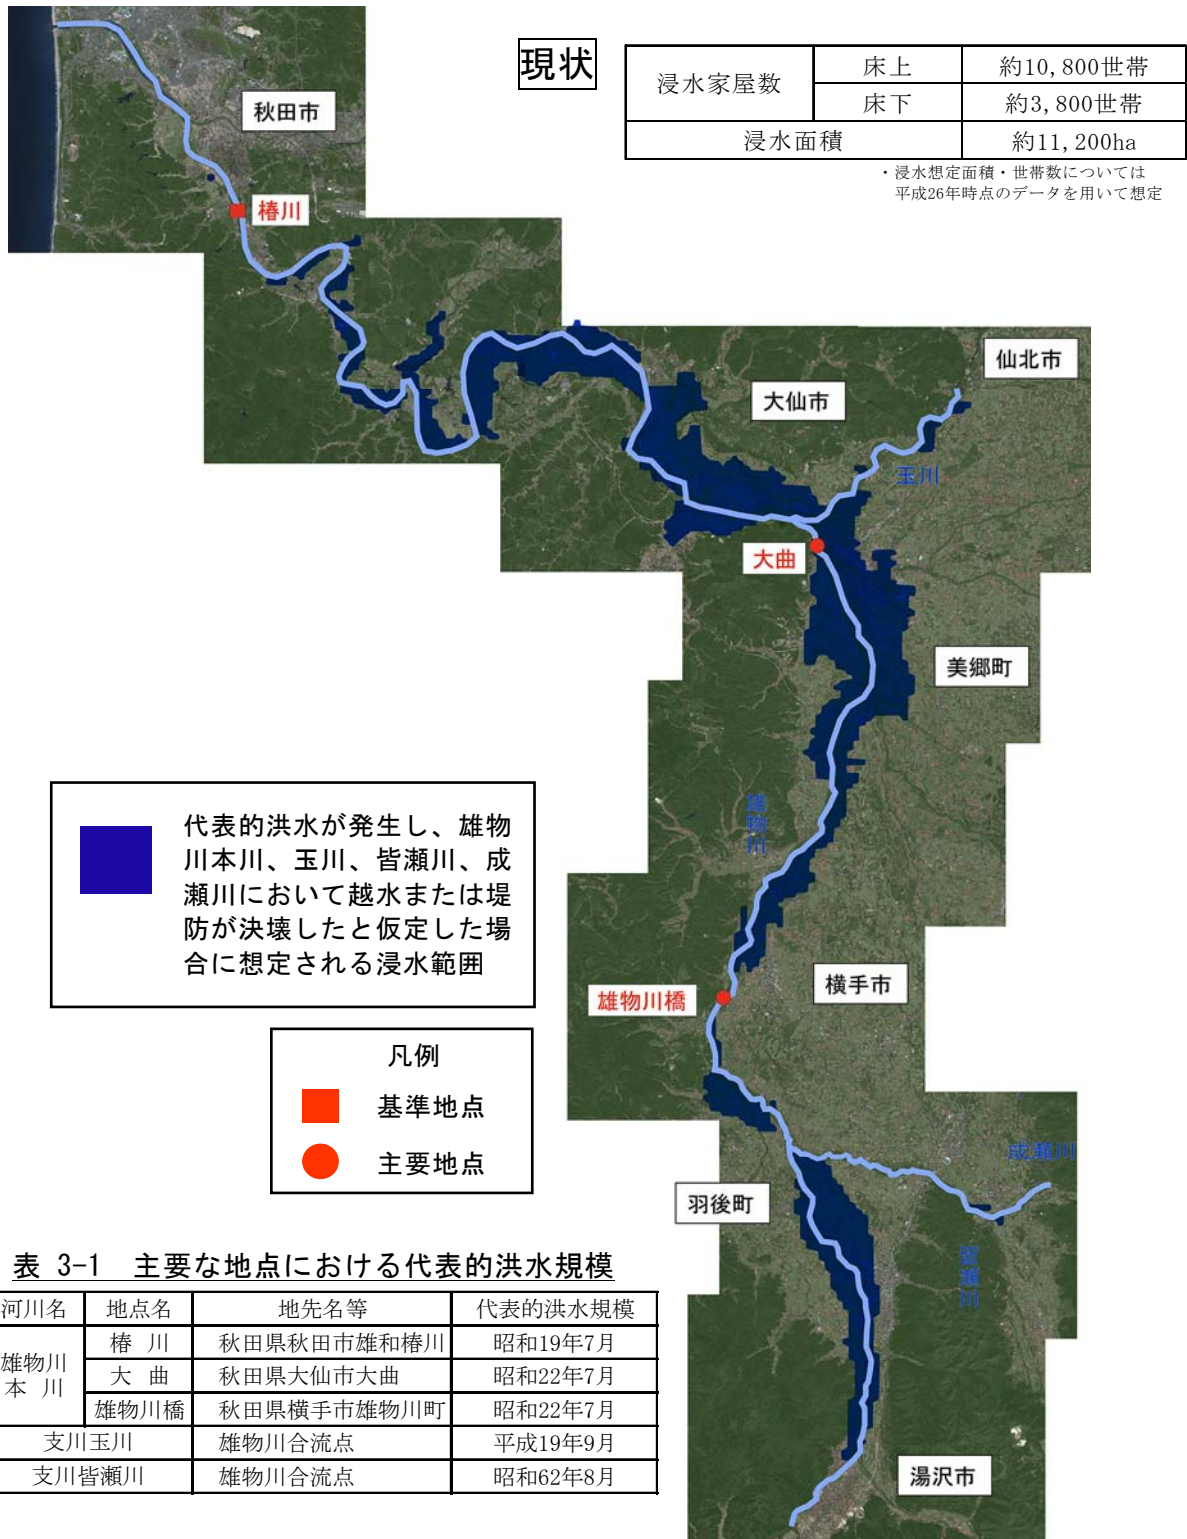 現状
浸水家屋数 床上 約10,800世帯
床下 約3,800世帯
浸水面積 約11,200ha
・浸水想定面積・世帯数については
平成26年時点のデータを用いて想定
秋田市
椿川
仙北市
大仙市
玉川
大曲
美郷町
雄物川
代表的洪水が発生し、雄物
川本川、玉川、皆瀬川、成
瀬川において越水または堤
防が決壊したと仮定した場
合に想定される浸水範囲
横手市
雄物川橋
凡例
基準地点
主要地点
成瀬川
羽後町
皆瀬川
湯沢市
表 3-1 主要な地点における代表的洪水規模
河川名 地点名 地先名等 代表的洪水規模
雄物川
本 川
椿 川 秋田県秋田市雄和椿川 昭和19年7月
大 曲 秋田県大仙市大曲 昭和22年7月
雄物川橋 秋田県横手市雄物川町 昭和22年7月
支川玉川 雄物川合流点 平成19年9月
支川皆瀬川 雄物川合流点 昭和62年8月